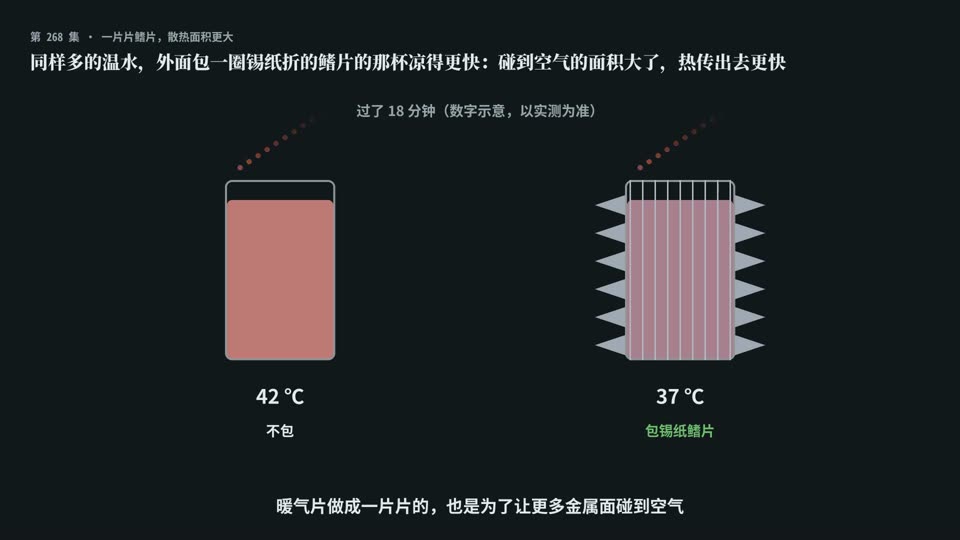 第 268 集 · 一片片鳍片，散热面积更大
同样多的温水，外面包一圈锡纸折的鳍片的那杯凉得更快：碰到空气的面积大了，热传出去更快
过了 18 分钟（数字示意，以实测为准）
42 ℃
37 ℃
不包
包锡纸鳍片
暖气片做成一片片的，也是为了让更多金属面碰到空气